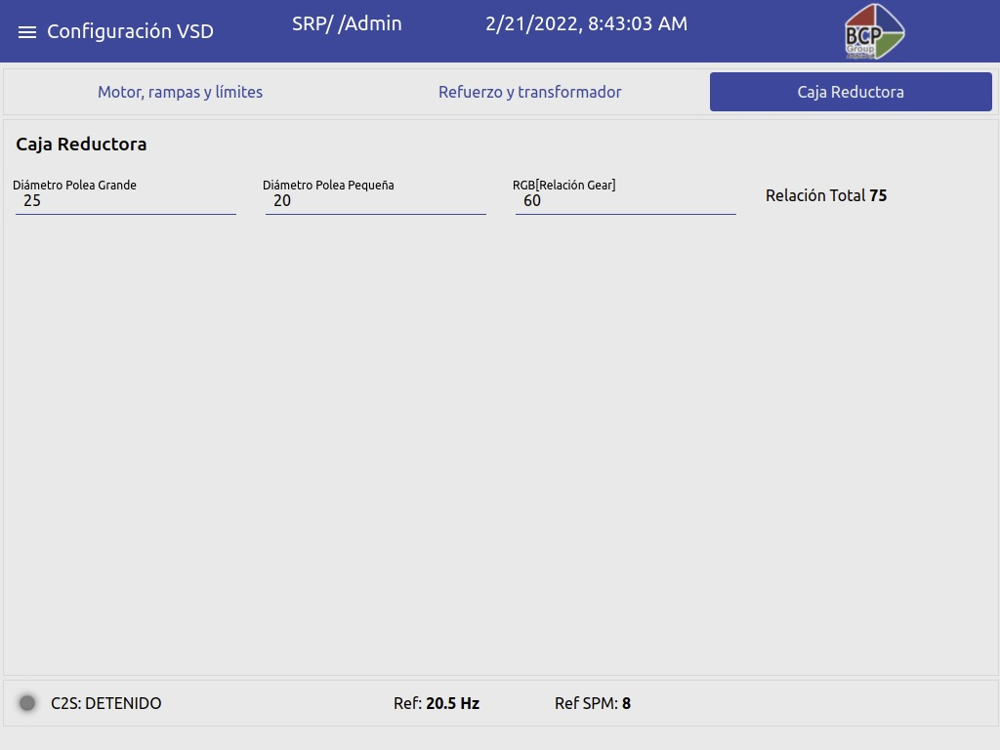 Configuración VSD
SRP/ /Admin
2/21/2022, 8:43:03 AM
BCP
Group
Motor, rampas y límites
Refuerzo y transformador
Caja Reductora
Caja Reductora
Diámetro Polea Grande
25
Diámetro Polea Pequeña
20
RGB[Relación Gear]
60
Relación Total 75
C2S: DETENIDO
Ref: 20.5 Hz
Ref SPM: 8